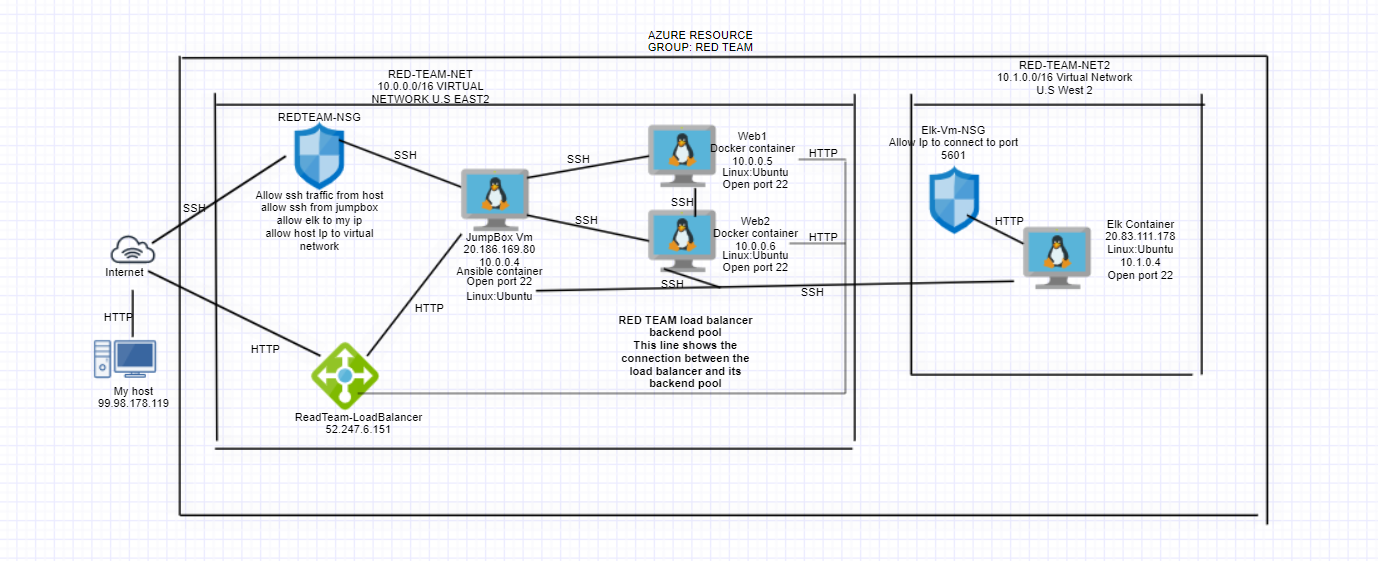 AZURE RESOURCE
GROUP: RED TEAM
RED-TEAM-NET
10.0.0.0/16 VIRTUAL
NETWORK U.S EAST2
RED-TEAM-NET2
10.1.0.0/16 Virtual Network
U.S West 2
REDTEAM-NSG
Allow ssh traffic from host
allow ssh from jumpbox
allow elk to my ip
allow host Ip to virtual
network
SSH
SSH
SSH
SSH
SSH
Web1
Docker container
10.0.0.5
Linux:Ubuntu
Open port 22
HTTP
Web2
Docker container
10.0.0.6
Linux:Ubuntu
Open port 22
HTTP
Elk-Vm-NSG
Allow Ip to connect to port
5601
HTTP
Elk Container
20.83.111.178
Linux:Ubuntu
10.1.0.4
Open port 22
JumpBox Vm
20.186.169.80
10.0.0.4
Ansible container
Open port 22
Linux:Ubuntu
SSH
SSH
Internet
HTTP
HTTP
HTTP
My host
99.98.178.119
RED TEAM load balancer
backend pool
This line shows the
connection between the
load balancer and its
backend pool
ReadTeam-LoadBalancer
52.247.6.151